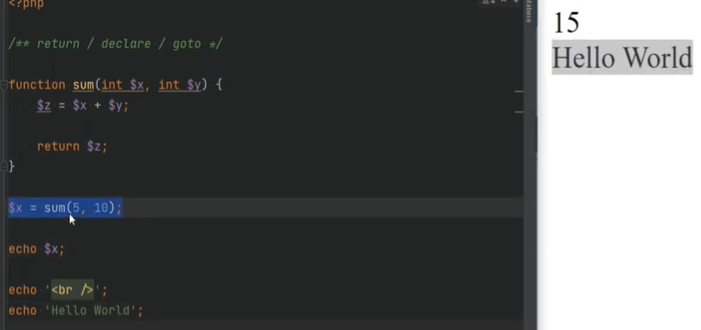 <?php
/** return / declare / goto */
function sum(int $x, int $y) {
$z = $x + $y;
return $z;
}
$x = sum(5, 10);
echo $x;
echo '<br />';
echo 'Hello World';
15
Hello World